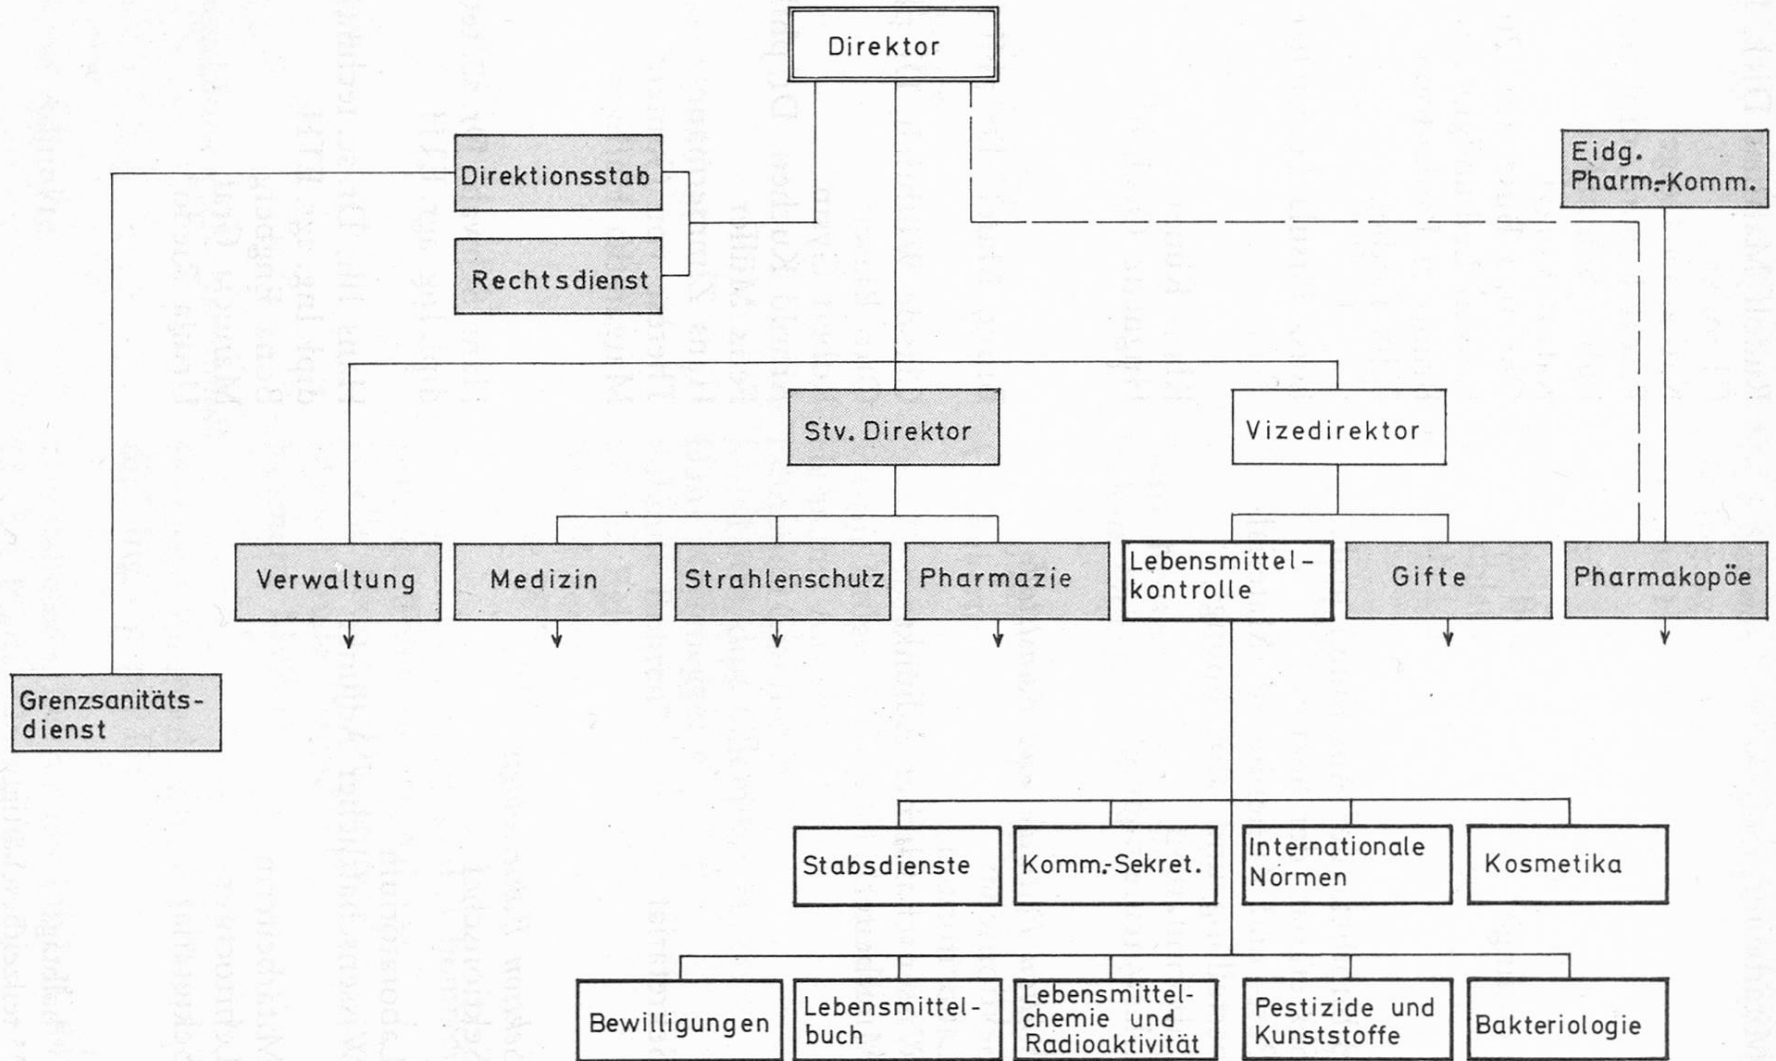 Direktor
Direktionsstab
Eidg.
Pharm.-Komm.
Rechtsdienst
Stv. Direktor
Vizedirektor
Verwaltung
Medizin
Strahlenschutz
Pharmazie
Lebensmittel-
kontrolle
Gifte
Pharmakopöe
Grenzsanitäts-
dienst
Stabsdienste
Komm.-Sekret.
Internationale
Normen
Kosmetika
Bewilligungen
Lebensmittel-
buch
Lebensmittel-
chemie und
Radioaktivität
Pestizide und
Kunststoffe
Bakteriologie